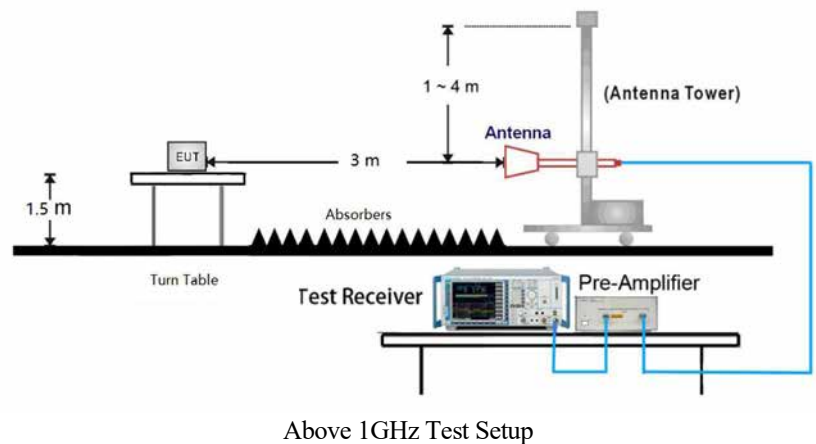 1 ~ 4 m
(Antenna Tower)
Antenna
EUT
3 m
1.5 m
Absorbers
Turn Table
Test Receiver
Pre-Amplifier
Above 1GHz Test Setup